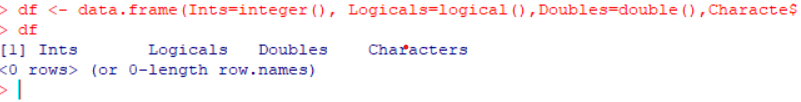 > df <- data.frame(Ints=integer(), Logicals=logical(),Doubles=double(),Characte$
> df
[1] Ints       Logicals   Doubles    Characters
<0 rows> (or 0-length row.names)
>